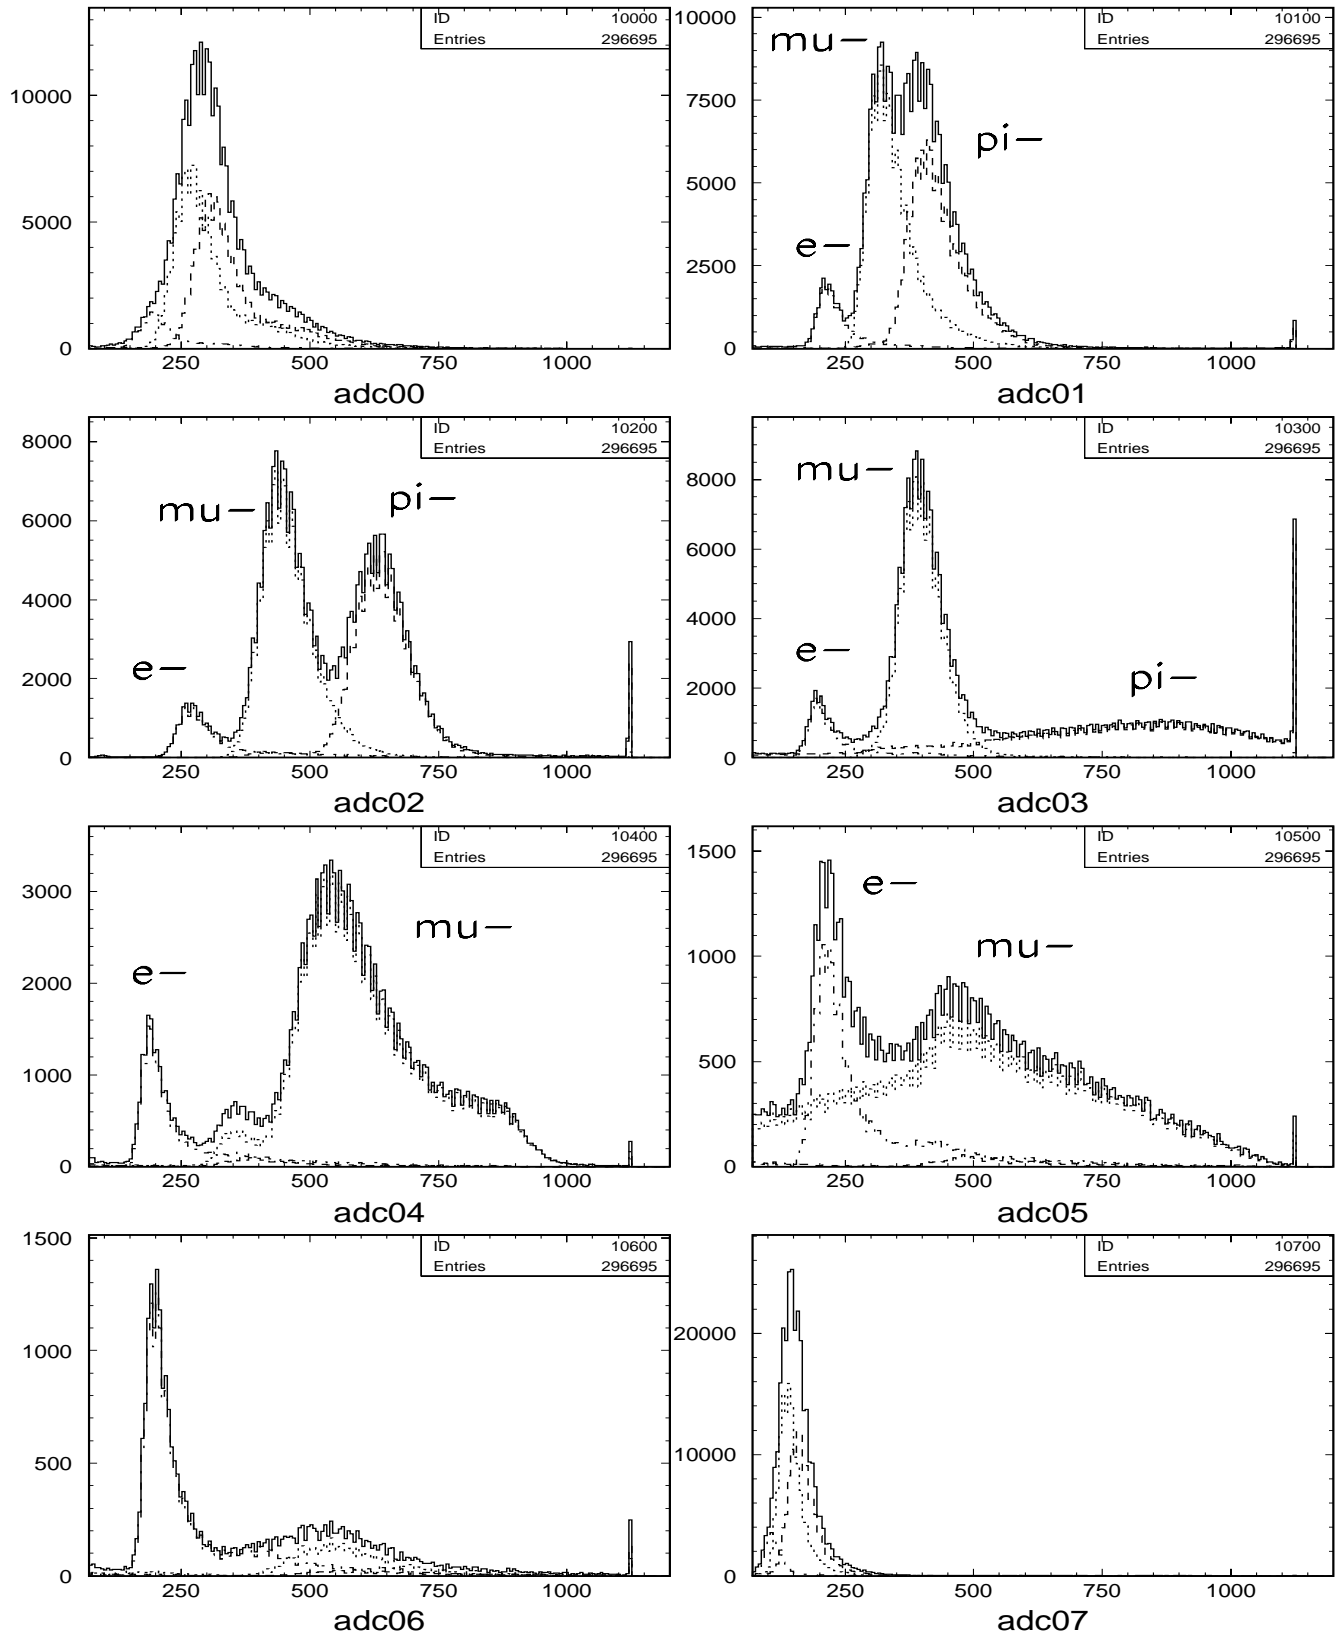 ID 10000
Entries 296695
10000
5000
0
250 500 750 1000
adc00
ID 10100
Entries 296695
10000
7500
5000
2500
0
mu−
pi−
e−
250 500 750 1000
adc01
ID 10200
Entries 296695
8000
6000
4000
2000
0
mu−
pi−
e−
250 500 750 1000
adc02
ID 10300
Entries 296695
8000
6000
4000
2000
0
mu−
e−
pi−
250 500 750 1000
adc03
ID 10400
Entries 296695
3000
2000
1000
0
mu−
e−
250 500 750 1000
adc04
ID 10500
Entries 296695
1500
1000
500
0
e−
mu−
250 500 750 1000
adc05
ID 10600
Entries 296695
1500
1000
500
0
250 500 750 1000
adc06
ID 10700
Entries 296695
20000
10000
0
250 500 750 1000
adc07